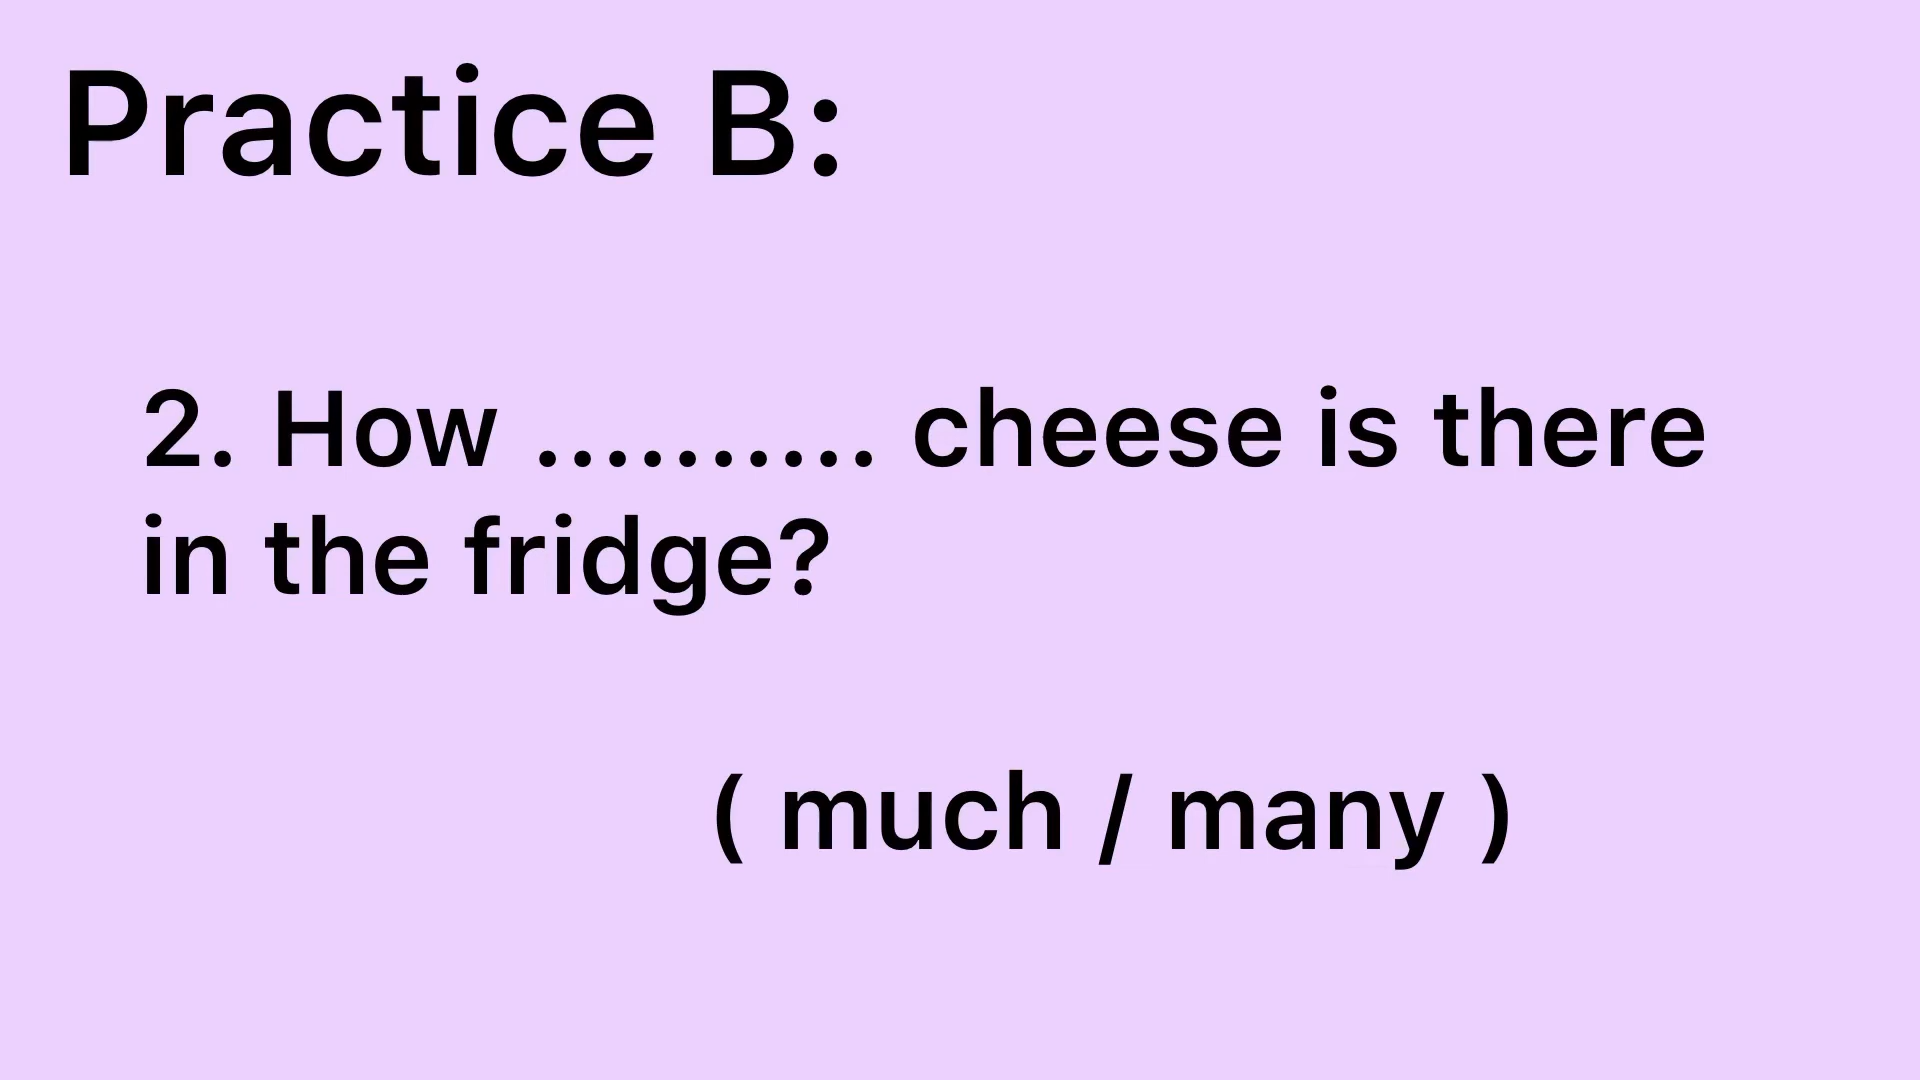 Practice B:
2. How .......... cheese is there
in the fridge?
( much / many )